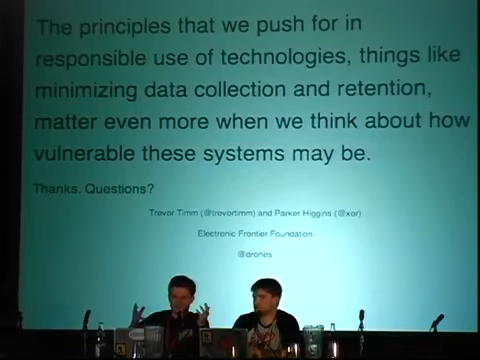 The principles that we push for in
responsible use of technologies, things like
minimizing data collection and retention,
matter even more when we think about how
vulnerable these systems may be.
Thanks. Questions?
Trevor Timm (@trevortimm) and Parker Higgins (@xor)
Electronic Frontier Foundation
@drones